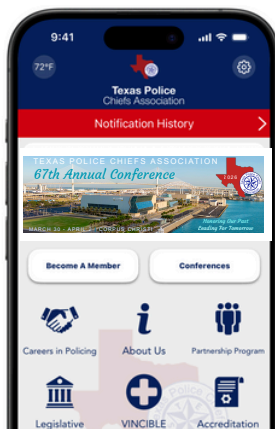 9:41
72°F
Texas Police
Chiefs Association
Notification History
TEXAS POLICE CHIEFS ASSOCIATION
67th Annual Conference
2026
Honoring Our Past
Leading For Tomorrow
MARCH 30 - APRIL 2 | CORPUS CHRISTI
Become A Member
Conferences
Careers in Policing
About Us
Partnership Program
Legislative
VINCIBLE
Accreditation